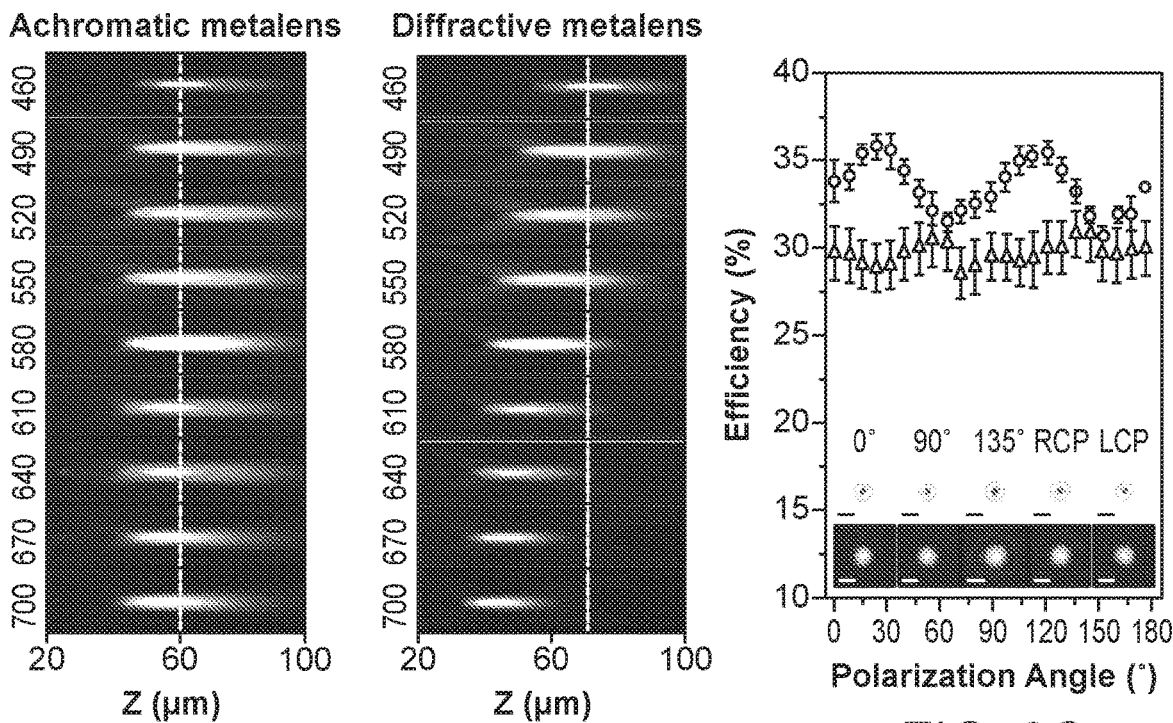 Achromatic metalens
460
490
520
550
580
610
640
670
700
20 60 100
Z (µm)
Diffractive metalens
460
490
520
550
580
610
640
670
700
20 60 100
Z (µm)
Efficiency (%)
40
35
30
25
20
15
10
0° 90° 135° RCP LCP
0 30 60 90 120 150 180
Polarization Angle (°)